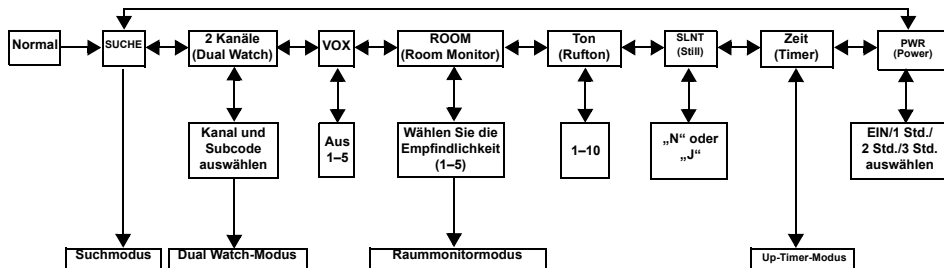 Normal
SUCHE
2 Kanäle
(Dual Watch)
VOX
ROOM
(Room Monitor)
Ton
(Rufton)
SLNT
(Still)
Zeit
(Timer)
PWR
(Power)
Kanal und
Subcode
auswählen
Aus
1–5
Wählen Sie die
Empfindlichkeit
(1–5)
1–10
„N“ oder
„J“
EIN/1 Std./
2 Std./3 Std.
auswählen
Suchmodus
Dual Watch-Modus
Raummonitormodus
Up-Timer-Modus